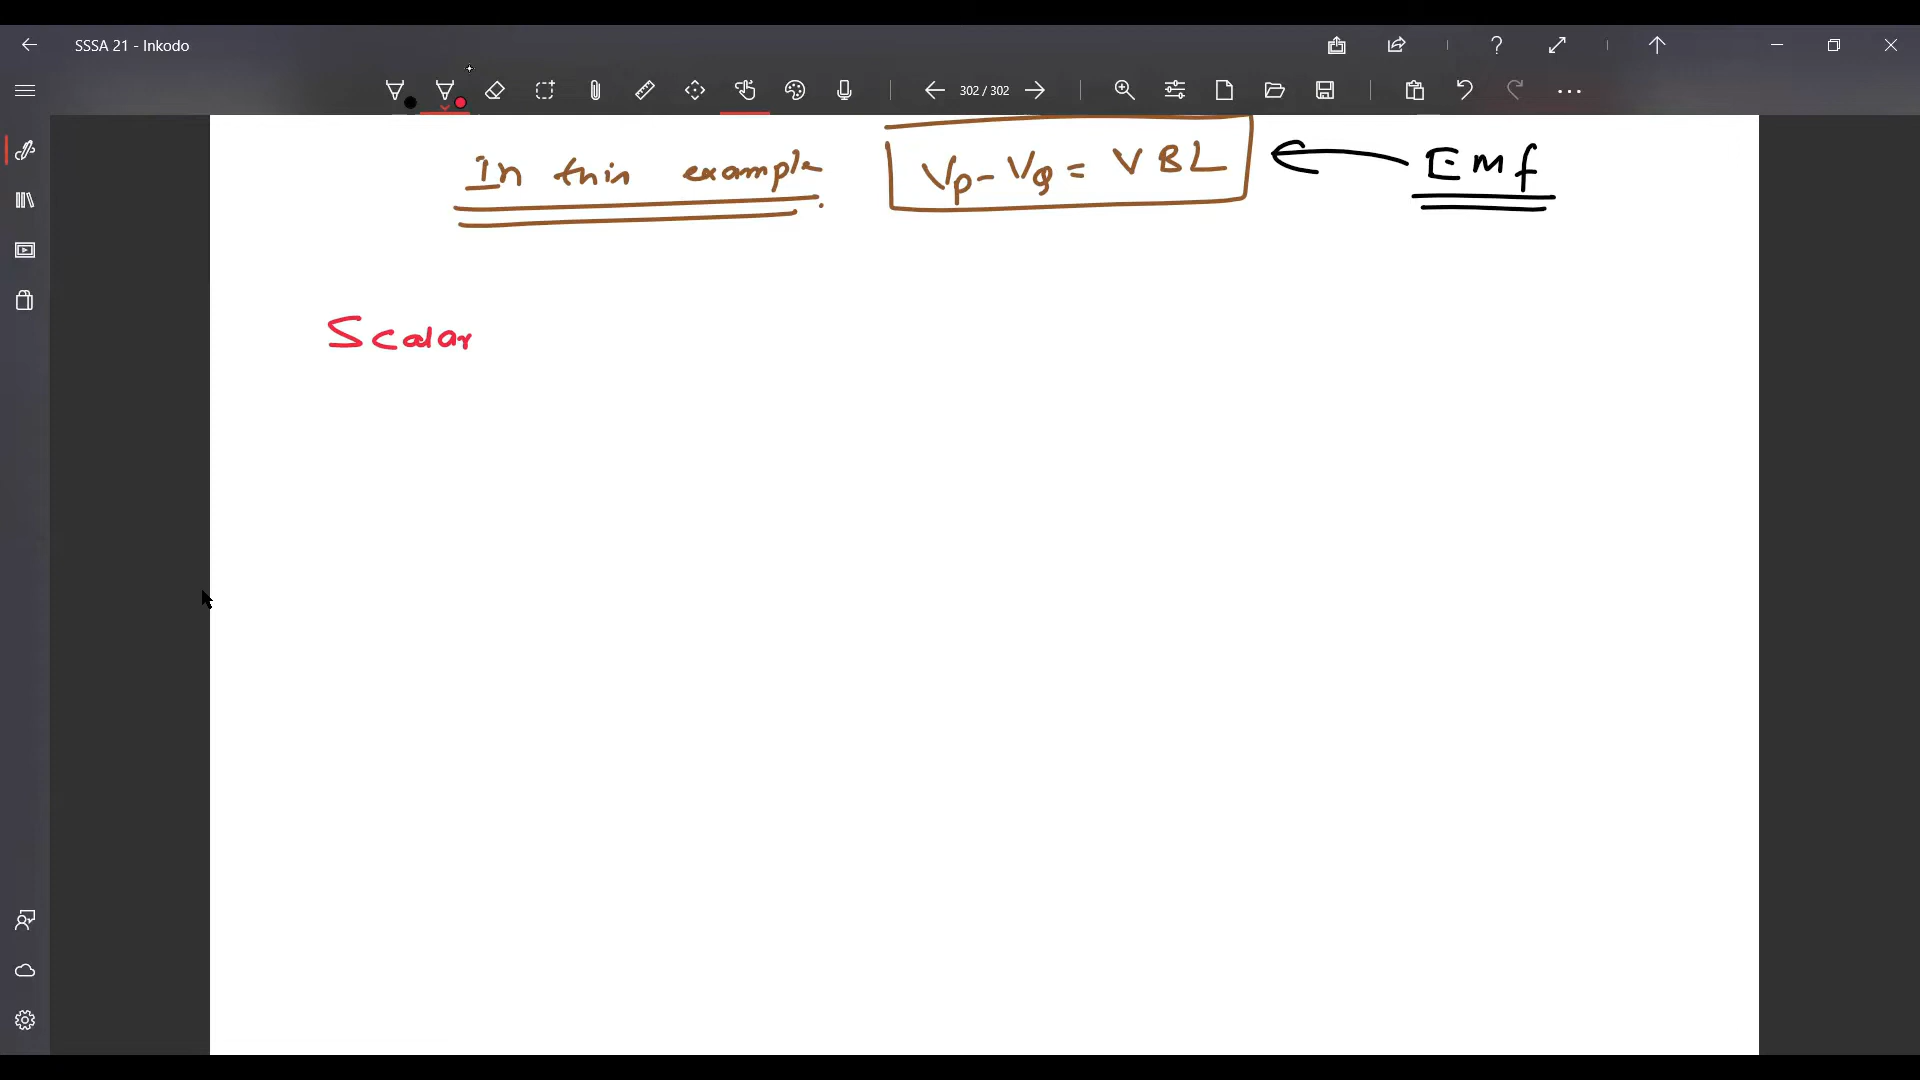 SSSA 21 - Inkodo
302 / 302
In this example. Vp - VQ = VBL Emf
Scalar